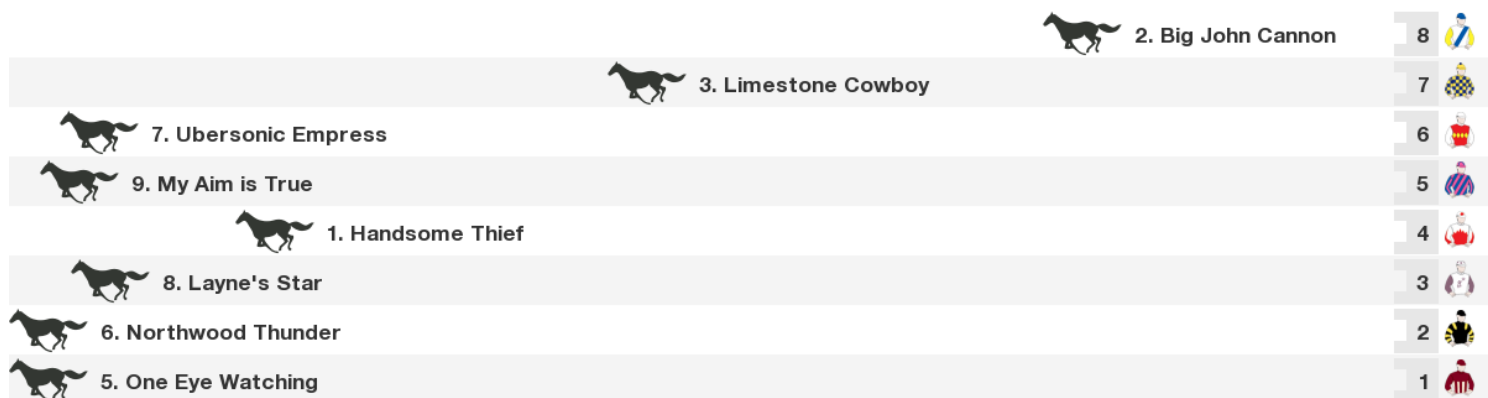 2. Big John Cannon 8
3. Limestone Cowboy 7
7. Ubersonic Empress 6
9. My Aim is True 5
1. Handsome Thief 4
8. Layne's Star 3
6. Northwood Thunder 2
5. One Eye Watching 1